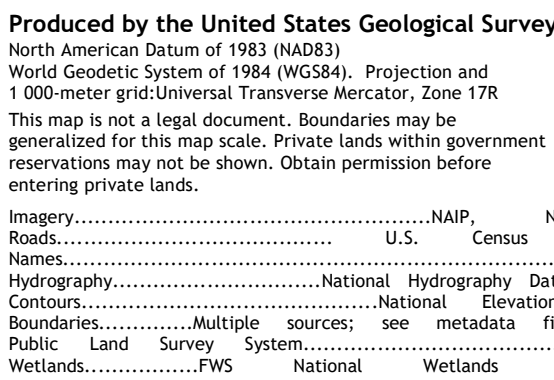 Produced by the United States Geological Survey
North American Datum of 1983 (NAD83)
World Geodetic System of 1984 (WGS84).  Projection and
1 000-meter grid:Universal Transverse Mercator, Zone 17R
This map is not a legal document. Boundaries may be
generalized for this map scale. Private lands within government
reservations may not be shown. Obtain permission before
entering private lands.
Imagery....................................................NAIP,
Roads........................................ U.S. Census
Names........................................................................
Hydrography..............................National Hydrography
Contours...........................................National
Boundaries..............Multiple sources; see metadata
Public Land Survey System.....................................
Wetlands.................FWS National Wetlands